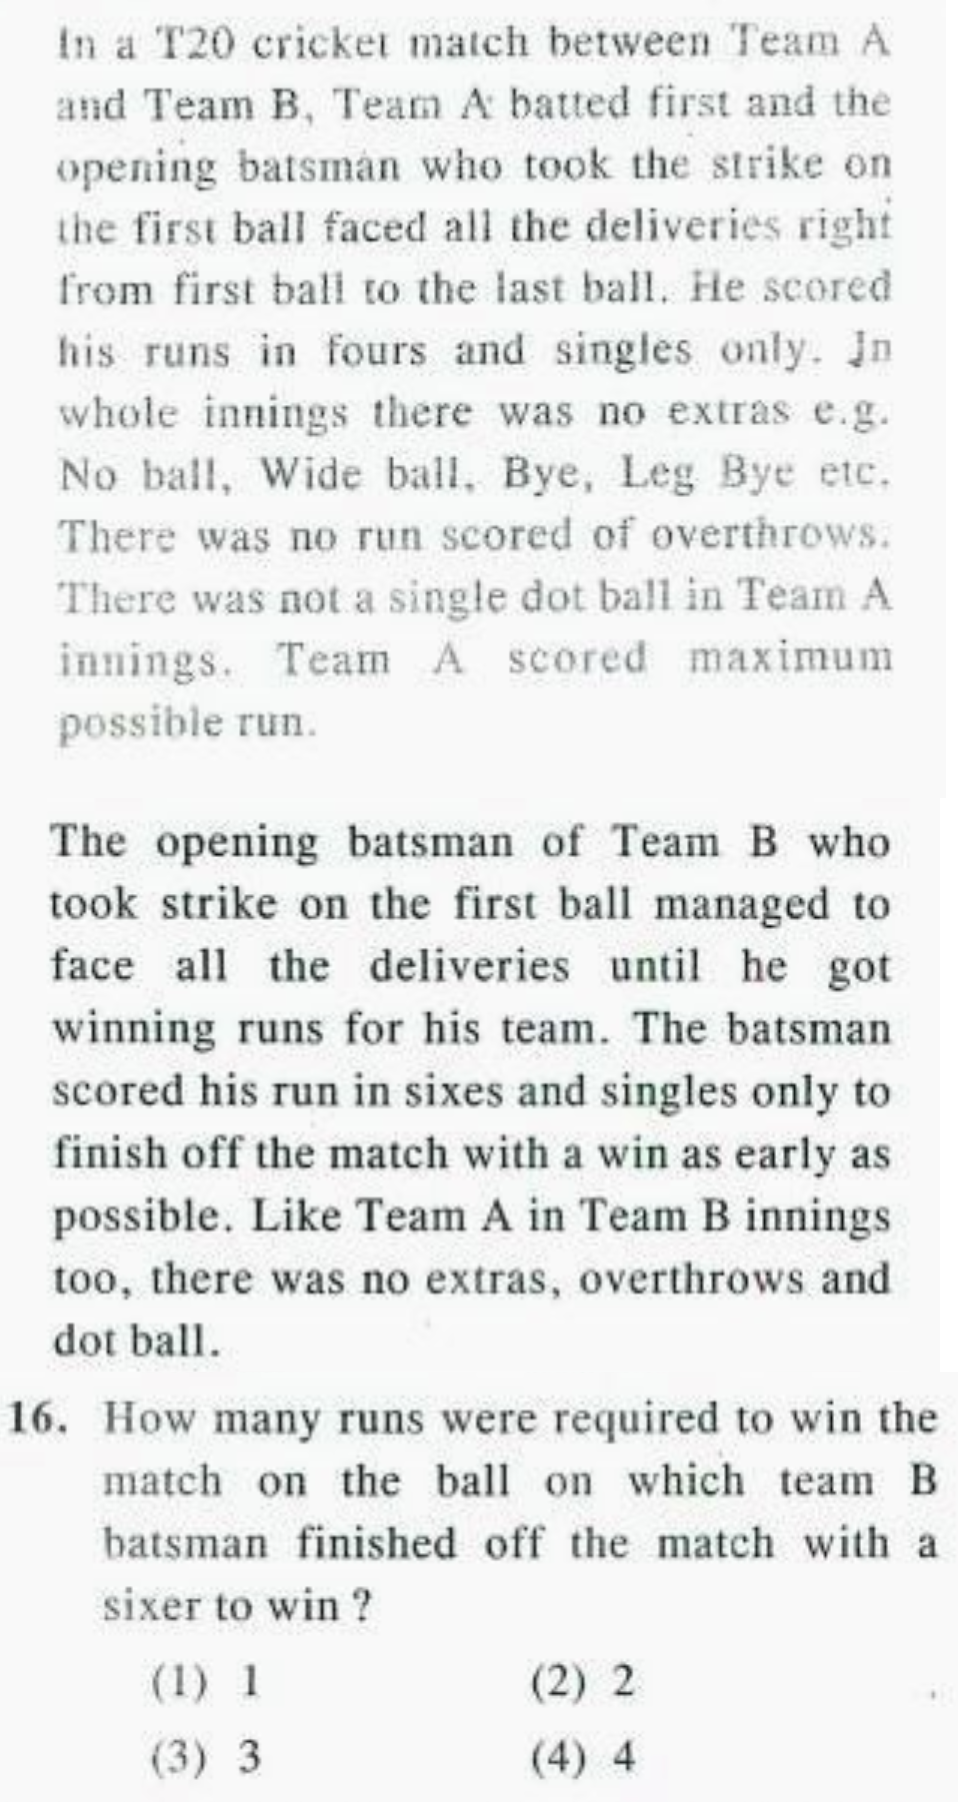 In a T20 cricket match between Team A
and Team B, Team A batted first and the
opening batsman who took the strike on
the first ball faced all the deliveries right
from first ball to the last ball. He scored
his runs in fours and singles only. In
whole innings there was no extras e.g.
No ball, Wide ball, Bye, Leg Bye etc.
There was no run scored of overthrows.
There was not a single dot ball in Team A
innings. Team A scored maximum
possible run.
The opening batsman of Team B who
took strike on the first ball managed to
face all the deliveries until he got
winning runs for his team. The batsman
scored his run in sixes and singles only to
finish off the match with a win as early as
possible. Like Team A in Team B innings
too, there was no extras, overthrows and
dot ball.
16. How many runs were required to win the
match on the ball on which team B
batsman finished off the match with a
sixer to win ?
(1) 1 (2) 2
(3) 3 (4) 4